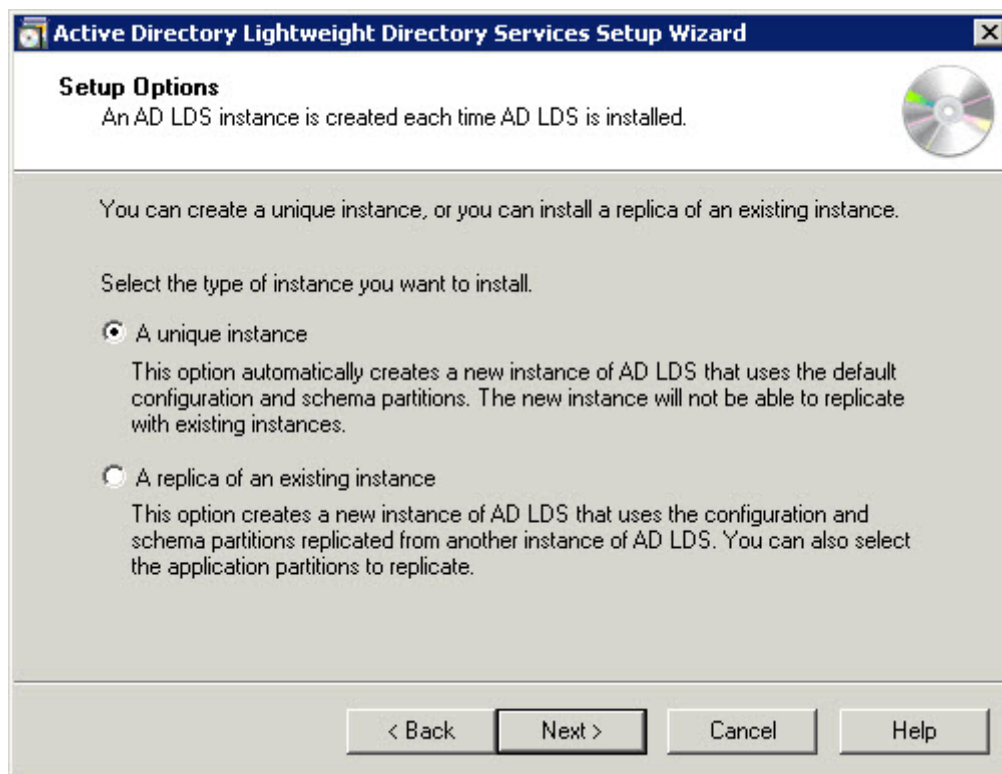 Active Directory Lightweight Directory Services Setup Wizard
Setup Options
An AD LDS instance is created each time AD LDS is installed.
You can create a unique instance, or you can install a replica of an existing instance.
Select the type of instance you want to install.
A unique instance
This option automatically creates a new instance of AD LDS that uses the default
configuration and schema partitions. The new instance will not be able to replicate
with existing instances.
A replica of an existing instance
This option creates a new instance of AD LDS that uses the configuration and
schema partitions replicated from another instance of AD LDS. You can also select
the application partitions to replicate.
< Back Next > Cancel Help